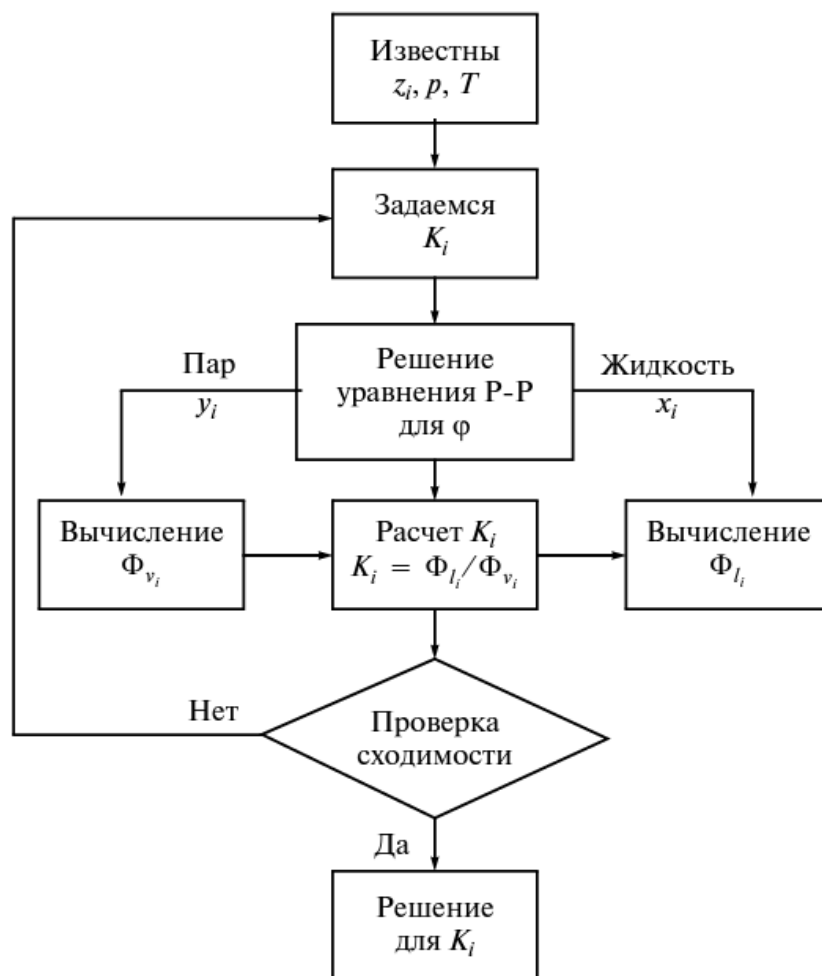 Известны
z_i, p, T
Задаемся
K_i
Пар
y_i
Решение
уравнения Р-Р
для φ
Жидкость
x_i
Вычисление
Φ_{v_i}
Расчет K_i
K_i = Φ_{l_i}/Φ_{v_i}
Вычисление
Φ_{l_i}
Нет
Проверка
сходимости
Да
Решение
для K_i